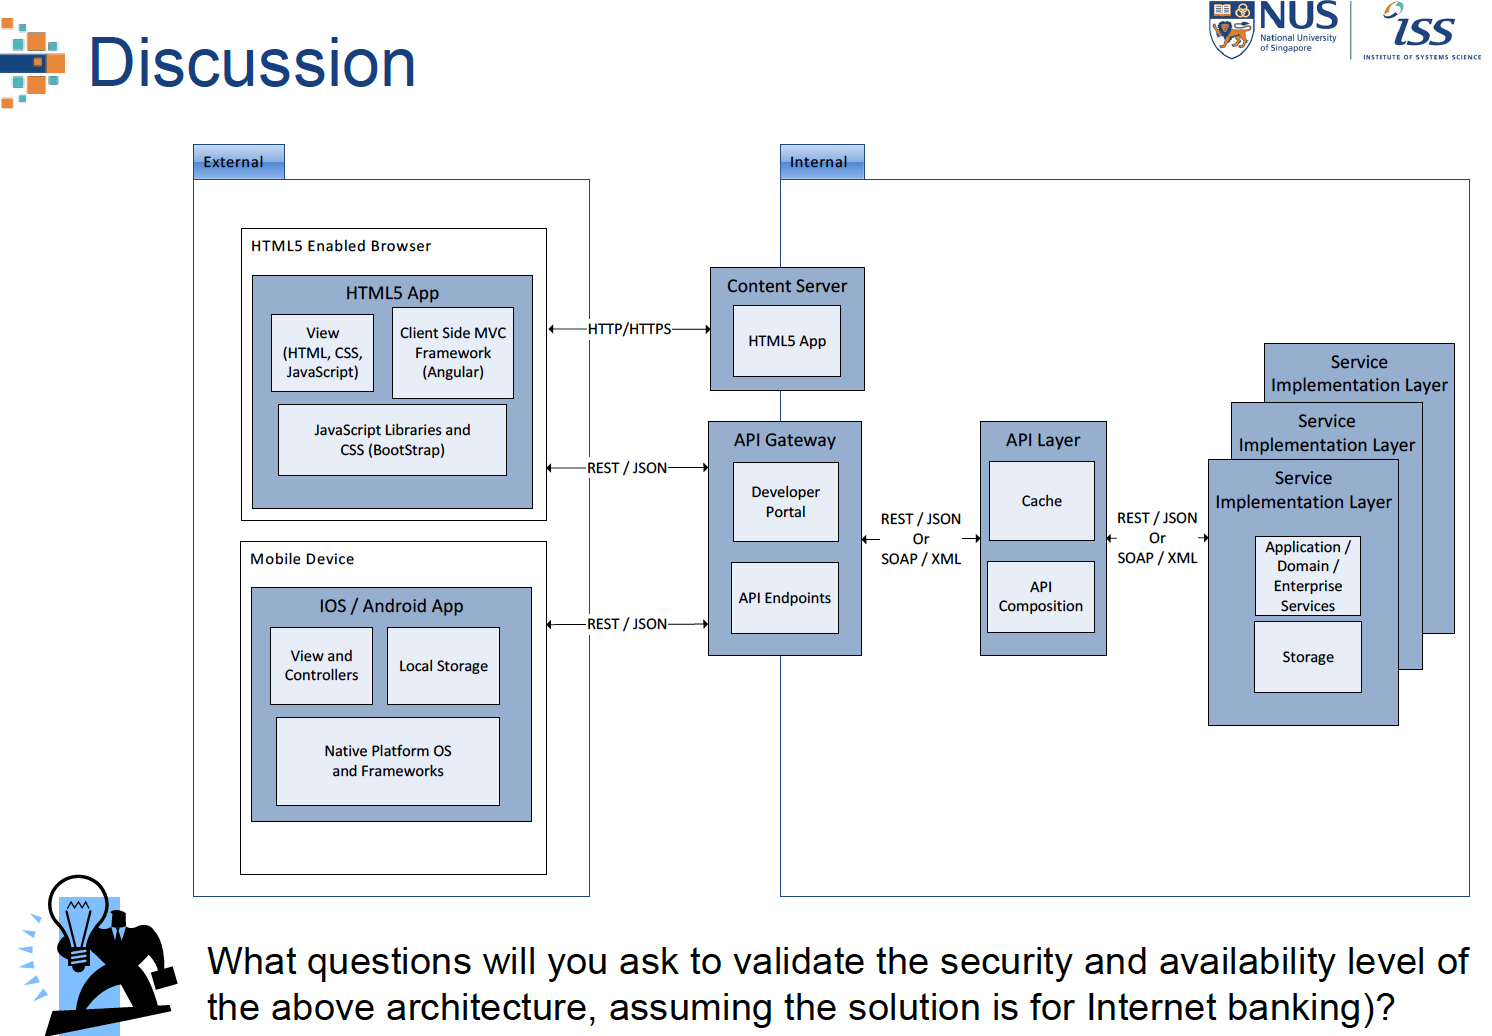 Discussion
NUS
National University
of Singapore
iss
INSTITUTE OF SYSTEMS SCIENCE
External
HTML5 Enabled Browser
HTML5 App
View
(HTML, CSS,
JavaScript)
Client Side MVC
Framework
(Angular)
JavaScript Libraries and
CSS (BootStrap)
Mobile Device
IOS / Android App
View and
Controllers
Local Storage
Native Platform OS
and Frameworks
HTTP/HTTPS
REST / JSON
REST / JSON
Internal
Content Server
HTML5 App
API Gateway
Developer
Portal
API Endpoints
REST / JSON
Or
SOAP / XML
API Layer
Cache
API
Composition
REST / JSON
Or
SOAP / XML
Service
Implementation Layer
Service
Implementation Layer
Service
Implementation Layer
Application /
Domain /
Enterprise
Services
Storage
What questions will you ask to validate the security and availability level of
the above architecture, assuming the solution is for Internet banking)?